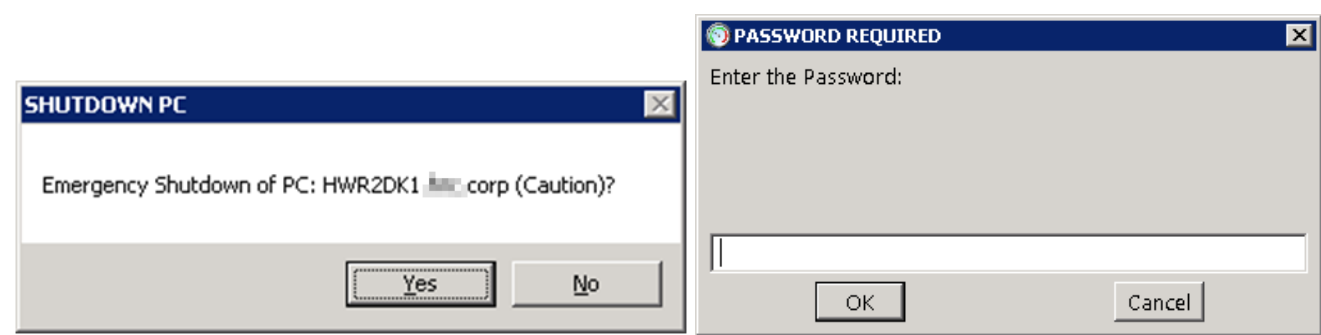 SHUTDOWN PC
Emergency Shutdown of PC: HWR2DK1 corp (Caution)?
Yes
No
PASSWORD REQUIRED
Enter the Password:
OK
Cancel